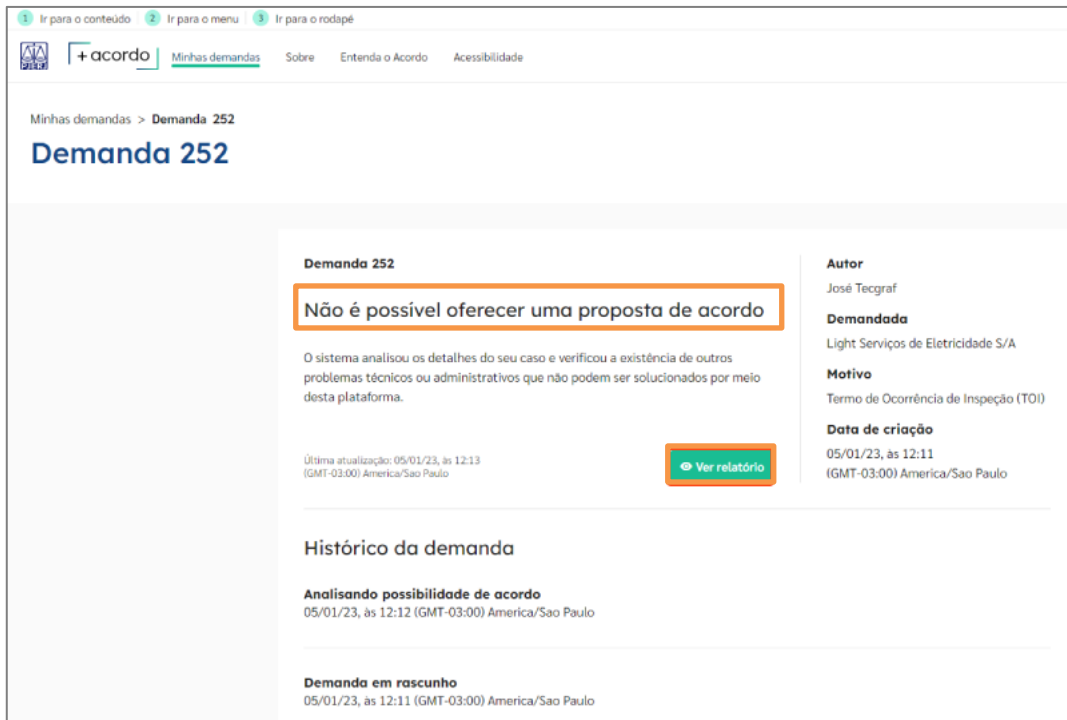 1 Ir para o conteúdo 2 Ir para o menu 3 Ir para o rodapé
PJERJ +acordo Minhas demandas Sobre Entenda o Acordo Acessibilidade
Minhas demandas > Demanda 252
Demanda 252
Demanda 252
Não é possível oferecer uma proposta de acordo
O sistema analisou os detalhes do seu caso e verificou a existência de outros
problemas técnicos ou administrativos que não podem ser solucionados por meio
desta plataforma.
Última atualização: 05/01/23, às 12:13
(GMT-03:00) America/Sao Paulo
Ver relatório
Autor
José Tecgraf
Demandada
Light Serviços de Eletricidade S/A
Motivo
Termo de Ocorrência de Inspeção (TOI)
Data de criação
05/01/23, às 12:11
(GMT-03:00) America/Sao Paulo
Histórico da demanda
Analisando possibilidade de acordo
05/01/23, às 12:12 (GMT-03:00) America/Sao Paulo
Demanda em rascunho
05/01/23, às 12:11 (GMT-03:00) America/Sao Paulo